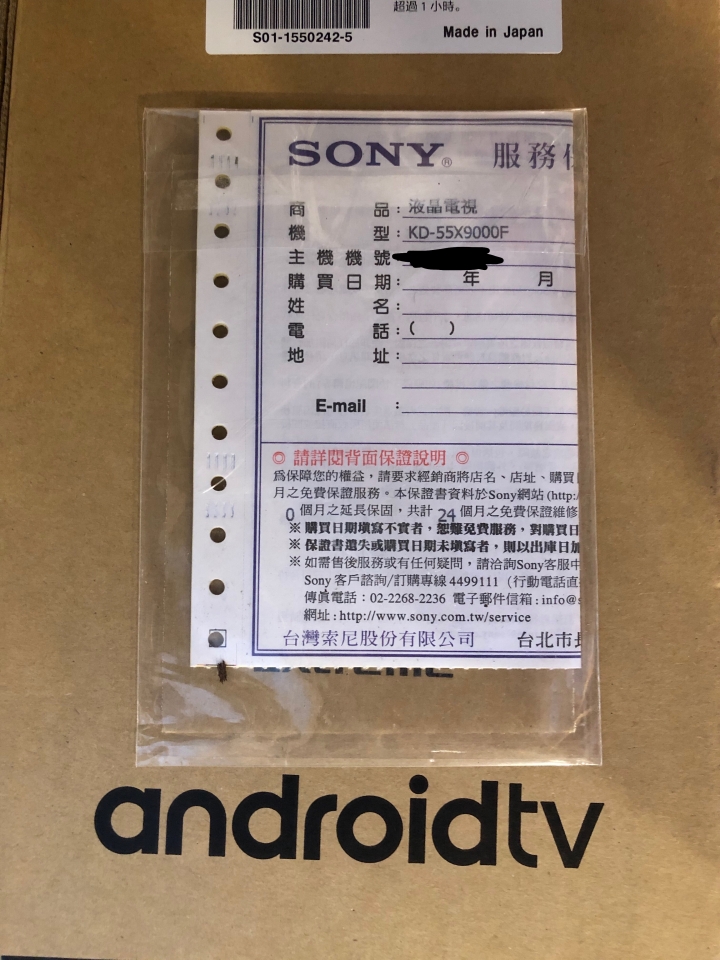 超過1小時。
S01-1550242-5
Made in Japan
SONY® 服務
商品：液晶電視
機型：KD-55X9000F
主機機號
購買日期： 年 月
姓名：
電話：( )
地址：
E-mail :
◎ 請詳閱背面保證說明 ◎
為保障您的權益，請要求經銷商將店名、店址、購買
月之免費保證服務。本保證書資料於Sony網站 (http:/
0 個月之延長保固，共計 24 個月之免費保證維修
※ 購買日期填寫不實者，恕難免費服務，對購買日
※ 保證書遺失或購買日期未填寫者，則以出庫日加
※ 如需售後服務或有任何疑問，請洽詢Sony客服中
Sony 客戶諮詢/訂購專線 4499111 (行動電話直
傳真電話：02-2268-2236 電子郵件信箱：info@s
網址：http://www.sony.com.tw/service
台灣索尼股份有限公司 台北市長
androidtv